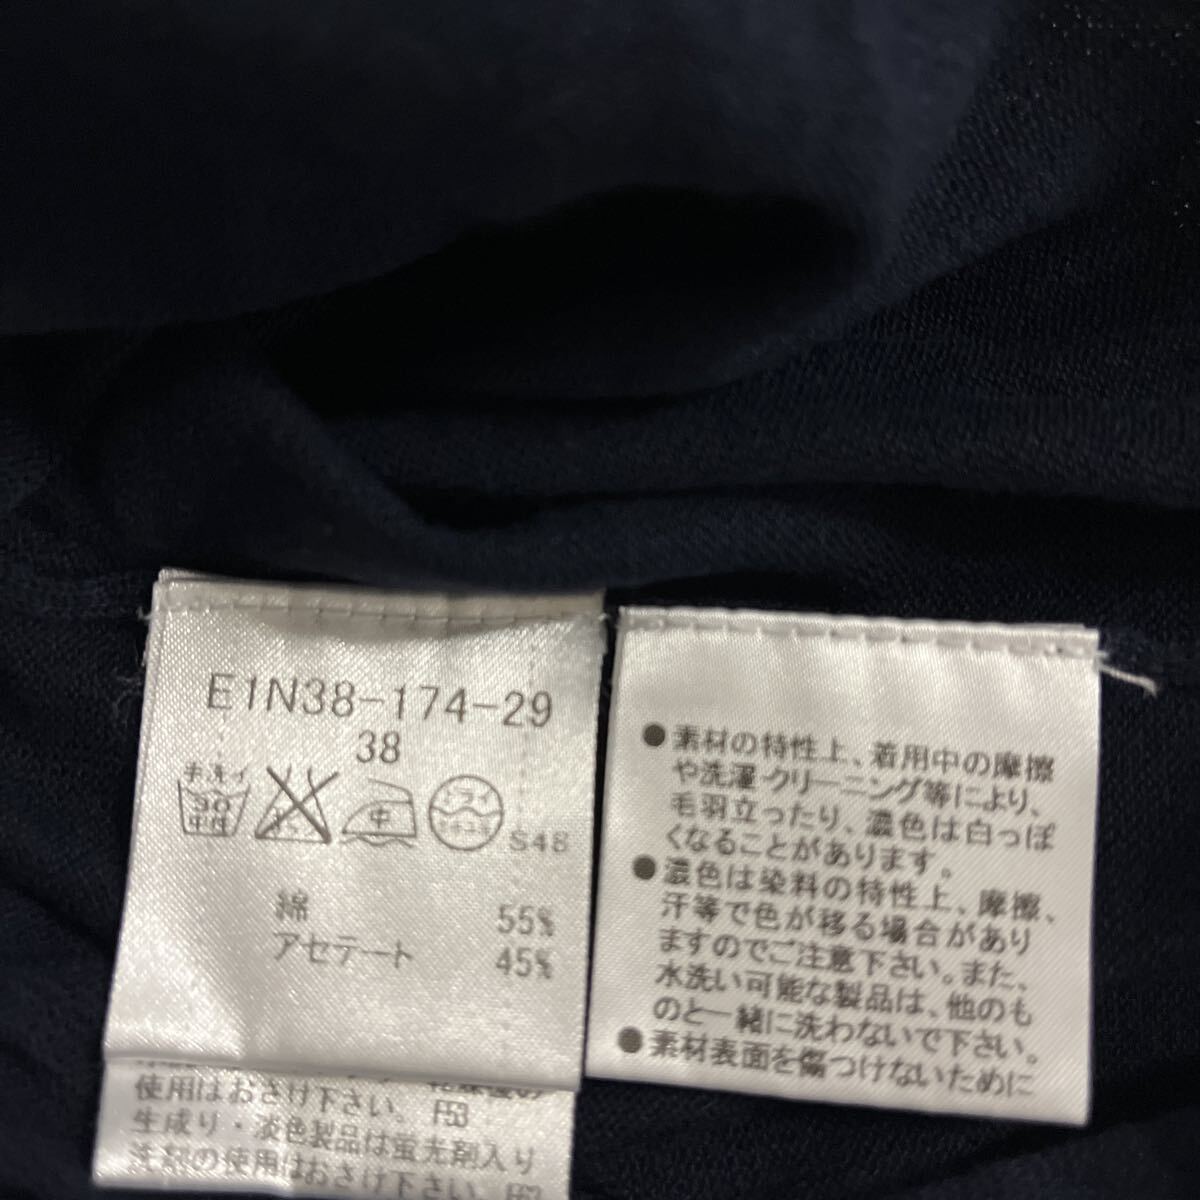 E1N38-174-29
38
手洗イ
30
中性
中
ドライ
S48
綿 55%
アセテート 45%
使用はおさけ下さい。 F53
生成り・淡色製品は蛍光剤入り
洗剤の使用はおさけ下さい。
●素材の特性上、着用中の摩擦
や洗濯・クリーニング等により、
毛羽立ったり、濃色は白っぽ
くなることがあります。
●濃色は染料の特性上、摩擦、
汗等で色が移る場合があり
ますのでご注意下さい。また、
水洗い可能な製品は、他のも
のと一緒に洗わないで下さい。
●素材表面を傷つけないために